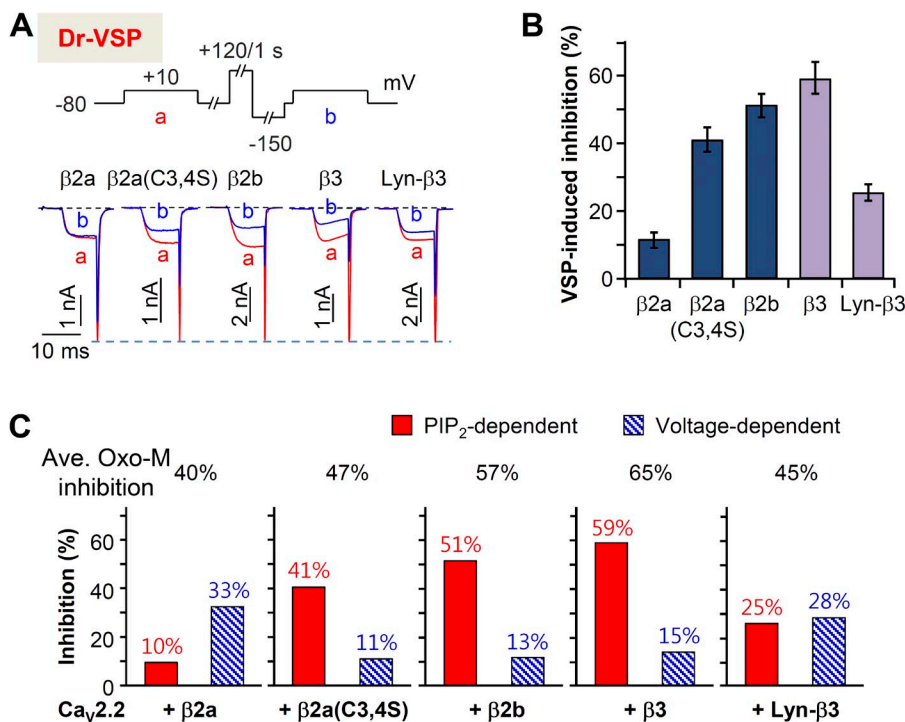 A
Dr-VSP
+120/1 s
+10
mV
-80
a
b
-150
β2a β2a(C3,4S) β2b β3 Lyn-β3
b b b b b
a a a a a
1 nA 1 nA 2 nA 1 nA 2 nA
10 ms
B
VSP-induced inhibition (%)
60
40
20
0
β2a β2a β2b β3 Lyn-β3
(C3,4S)
C
PIP₂-dependent Voltage-dependent
Ave. Oxo-M
inhibition
40% 47% 57% 65% 45%
Inhibition (%)
60
40
20
0
10% 33% 41% 11% 51% 13% 59% 15% 25% 28%
Caᵥ2.2 + β2a + β2a(C3,4S) + β2b + β3 + Lyn-β3